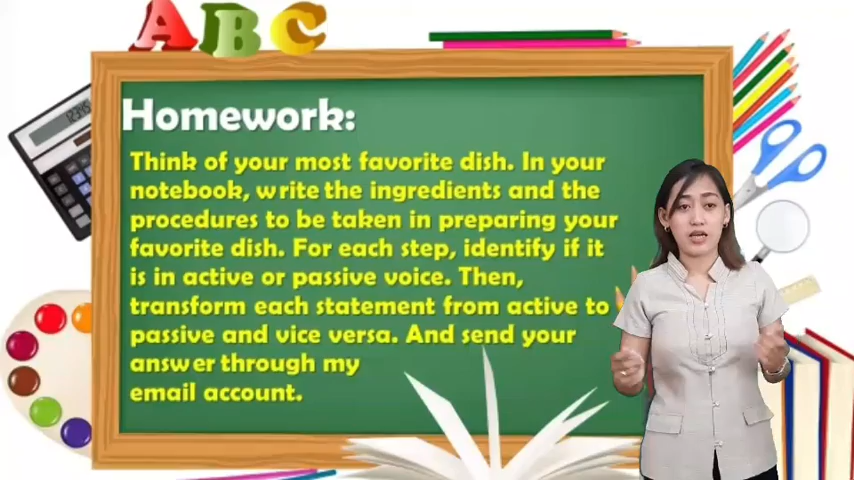 ABC
Homework:
Think of your most favorite dish. In your
notebook, write the ingredients and the
procedures to be taken in preparing your
favorite dish. For each step, identify if it
is in active or passive voice. Then,
transform each statement from active to
passive and vice versa. And send your
answer through my
email account.